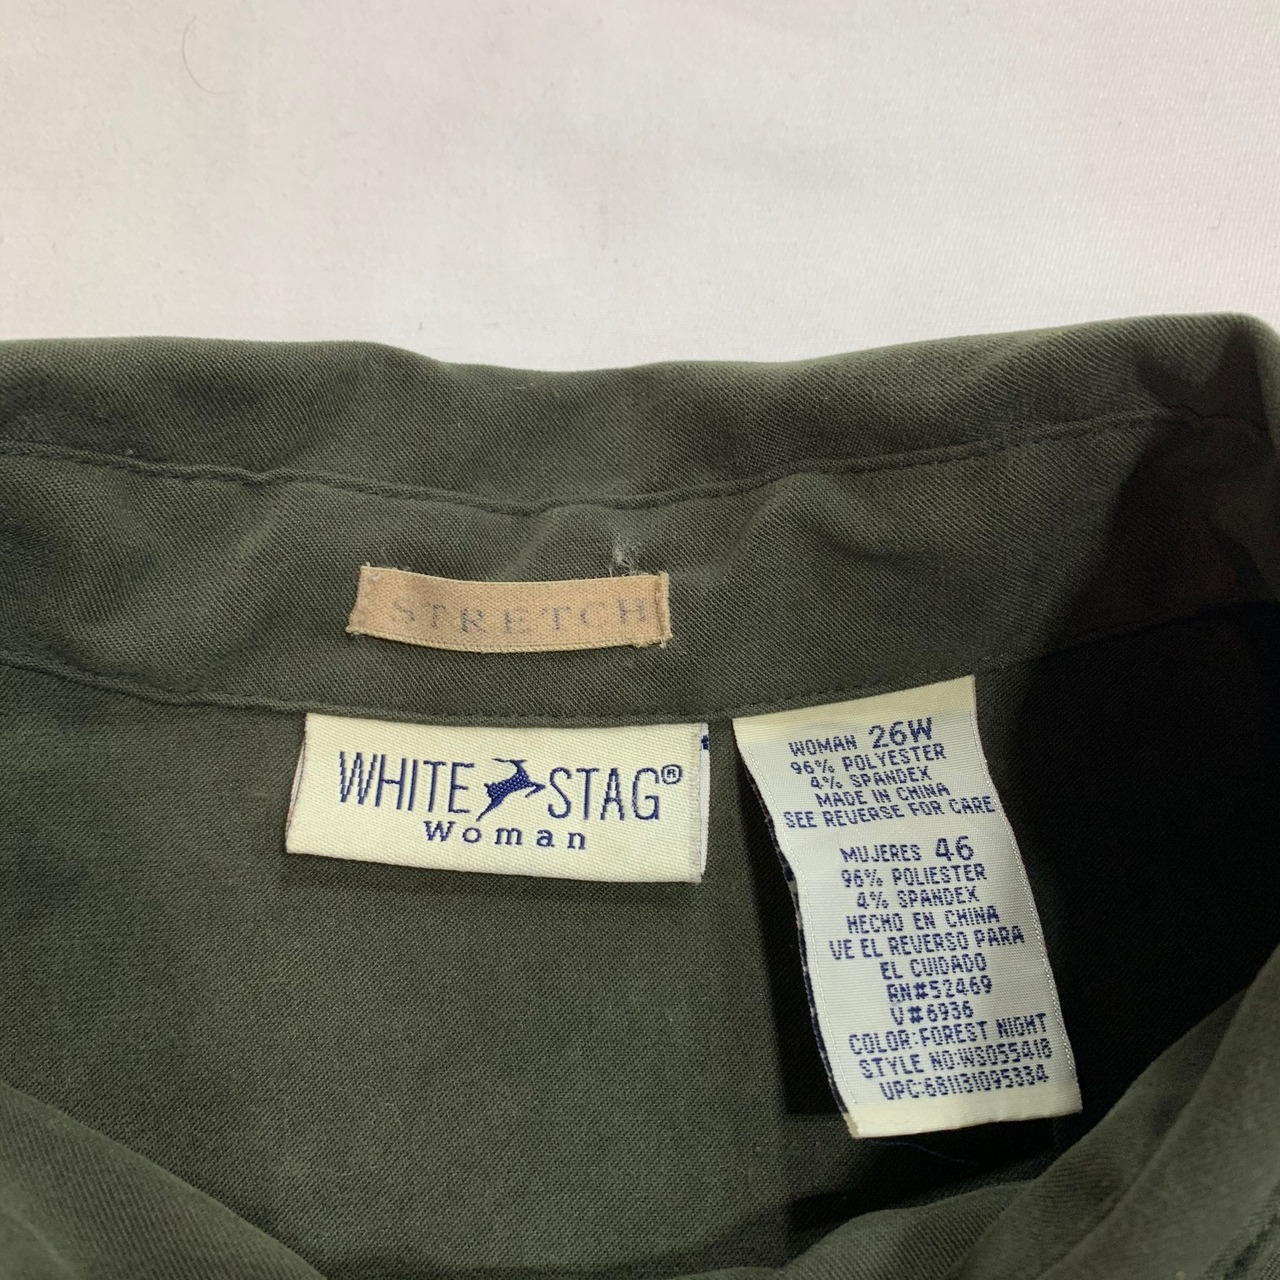 STRETCH
WHITE STAG®
Woman
WOMAN 26W
96% POLYESTER
4% SPANDEX
MADE IN CHINA
SEE REVERSE FOR CARE
MUJERES 46
96% POLIESTER
4% SPANDEX
HECHO EN CHINA
VE EL REVERSO PARA
EL CUIDADO
RN#52469
V#6936
COLOR:FOREST NIGHT
STYLE NO:WS055418
UPC:681131095334